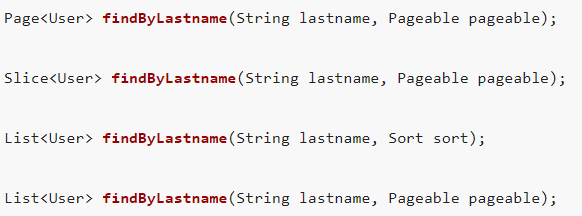 Page<User> findByLastname(String lastname, Pageable pageable);
Slice<User> findByLastname(String lastname, Pageable pageable);
List<User> findByLastname(String lastname, Sort sort);
List<User> findByLastname(String lastname, Pageable pageable);